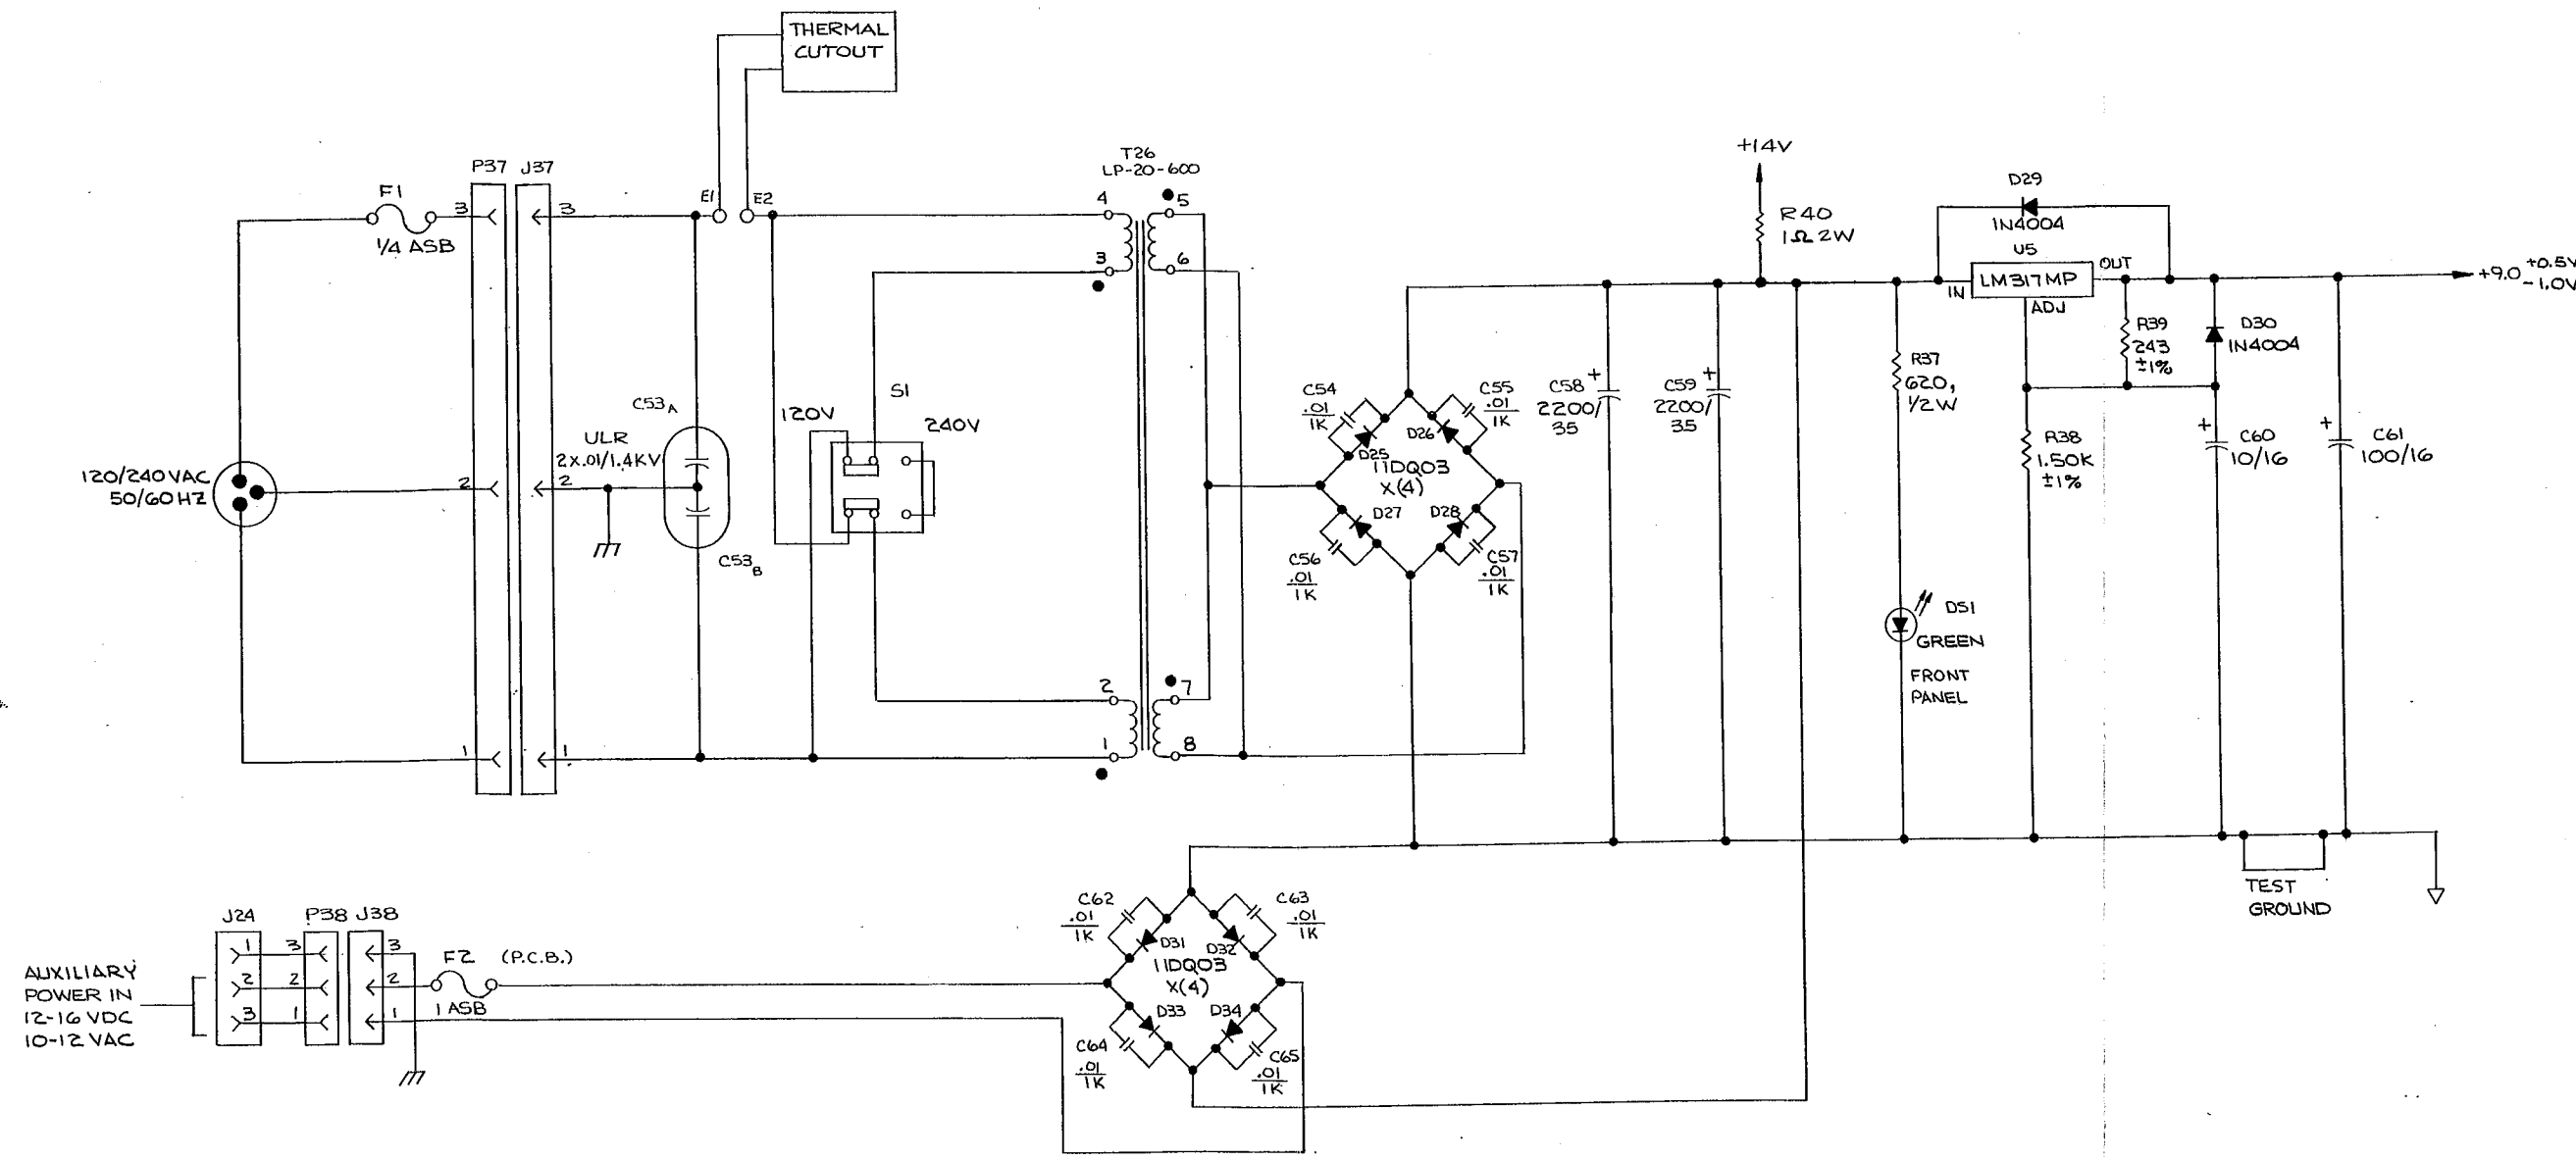 THERMAL
CUTOUT
P37
J37
F1
1/4 ASB
3
3
E1
E2
T26
LP-20-600
4
5
3
6
+14V
R40
1Ω 2W
D29
1N4004
U5
LM317MP
IN
OUT
ADJ
+9.0 +0.5V
-1.0V
R39
243
±1%
D30
1N4004
R37
620,
1/2W
R38
1.50K
±1%
C60
10/16
C61
100/16
C53A
ULR
2X.01/1.4KV
C53B
120/240VAC
50/60HZ
2
2
120V
S1
240V
C54
.01
1K
C55
.01
1K
D25
D26
11DQ03
X(4)
D27
D28
C56
.01
1K
C57
.01
1K
C58
2200/
35
C59
2200/
35
+
+
+
+
DS1
GREEN
FRONT
PANEL
2
7
1
8
1
1
TEST
GROUND
J24
P38
J38
1
3
3
2
2
2
3
1
1
F2
(P.C.B.)
1 ASB
AUXILIARY
POWER IN
12-16 VDC
10-12 VAC
C62
.01
1K
C63
.01
1K
D31
D32
11DQ03
X(4)
D33
D34
C64
.01
1K
C65
.01
1K